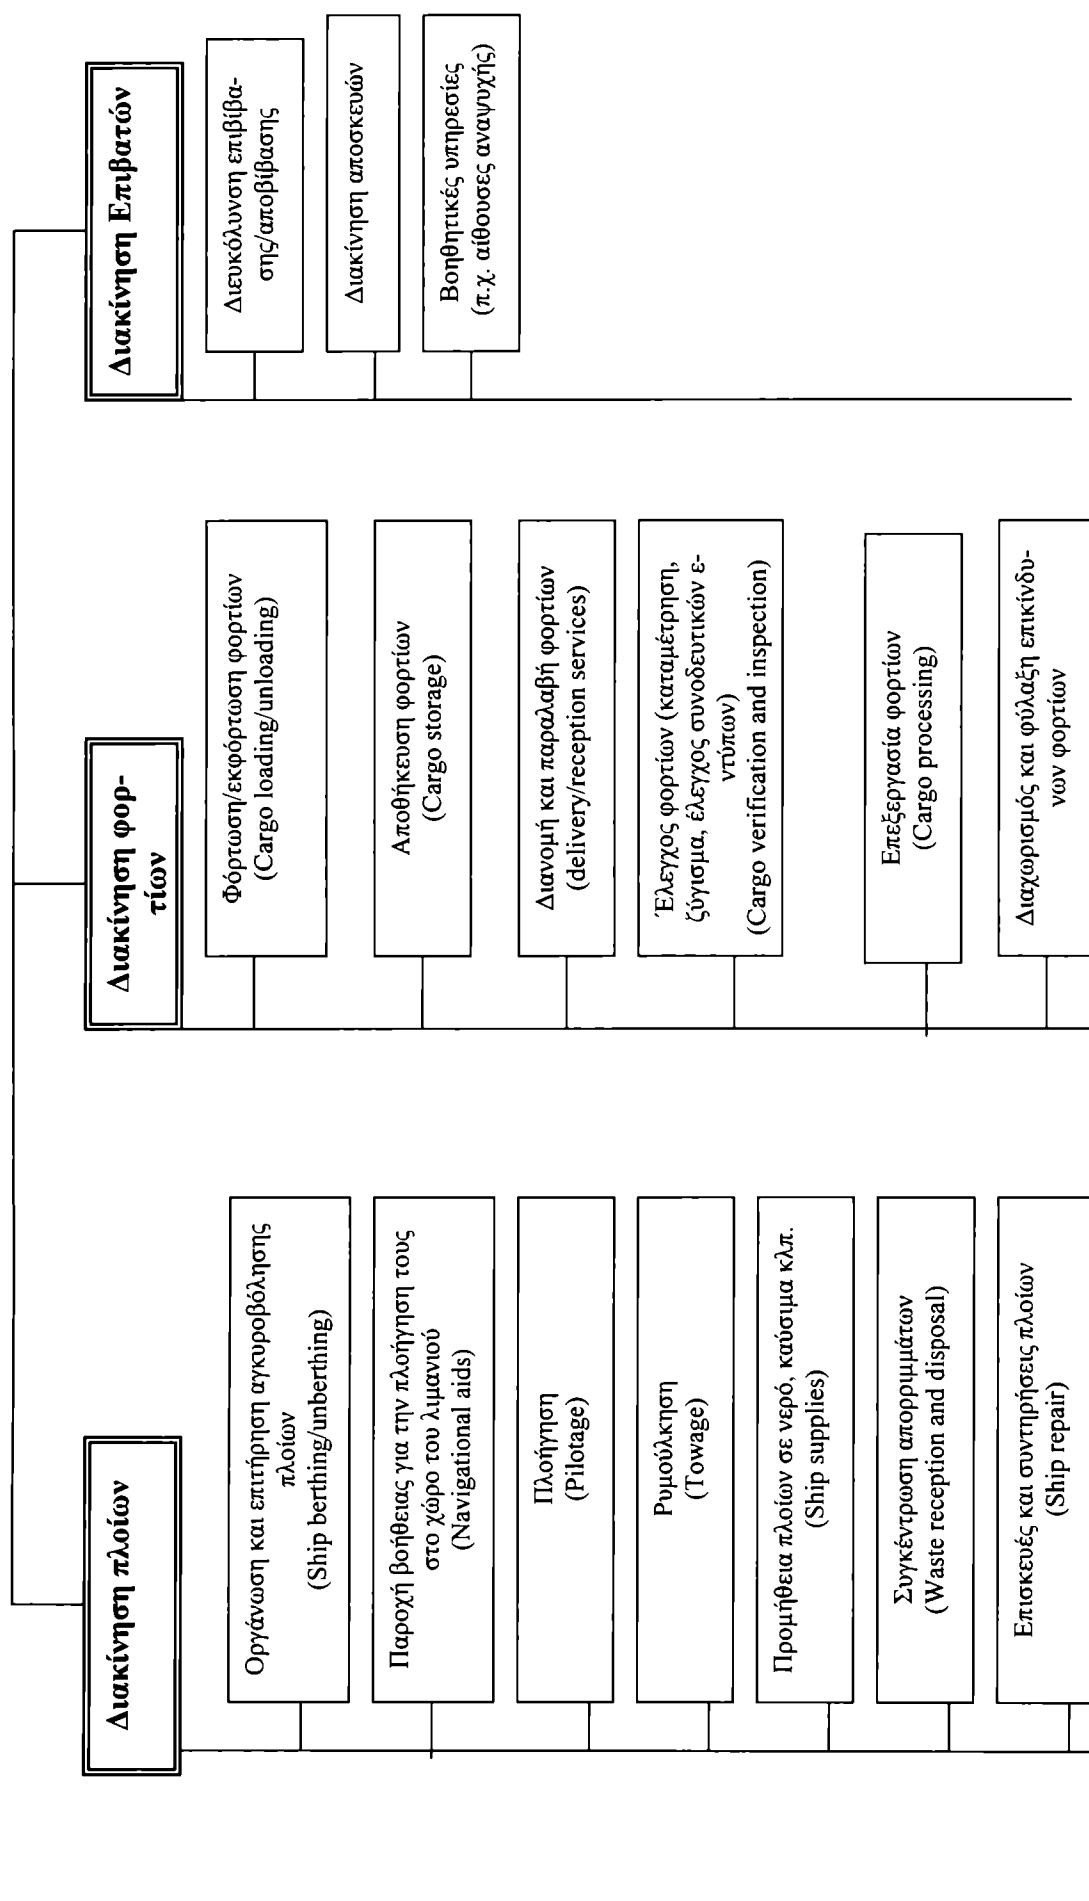 Διακίνηση πλοίων
Οργάνωση και επιτήρηση αγκυροβόλησης
πλοίων
(Ship berthing/unberthing)
Παροχή βοήθειας για την πλοήγηση τους
στο χώρο του λιμανιού
(Navigational aids)
Πλοήγηση
(Pilotage)
Ρυμούλκηση
(Towage)
Προμήθεια πλοίων σε νερό, καύσιμα κλπ.
(Ship supplies)
Συγκέντρωση απορριμμάτων
(Waste reception and disposal)
Επισκευές και συντηρήσεις πλοίων
(Ship repair)
Διακίνηση φορ-
τίων
Φόρτωση/εκφόρτωση φορτίων
(Cargo loading/unloading)
Αποθήκευση φορτίων
(Cargo storage)
Διανομή και παραλαβή φορτίων
(delivery/reception services)
Έλεγχος φορτίων (καταμέτρηση,
ζύγισμα, έλεγχος συνοδευτικών ε-
ντύπων)
(Cargo verification and inspection)
Επεξεργασία φορτίων
(Cargo processing)
Διαχωρισμός και φύλαξη επικίνδυ-
νων φορτίων
Διακίνηση Επιβατών
Διευκόλυνση επιβίβα-
σης/αποβίβασης
Διακίνηση αποσκευών
Βοηθητικές υπηρεσίες
(π.χ. αίθουσες αναψυχής)